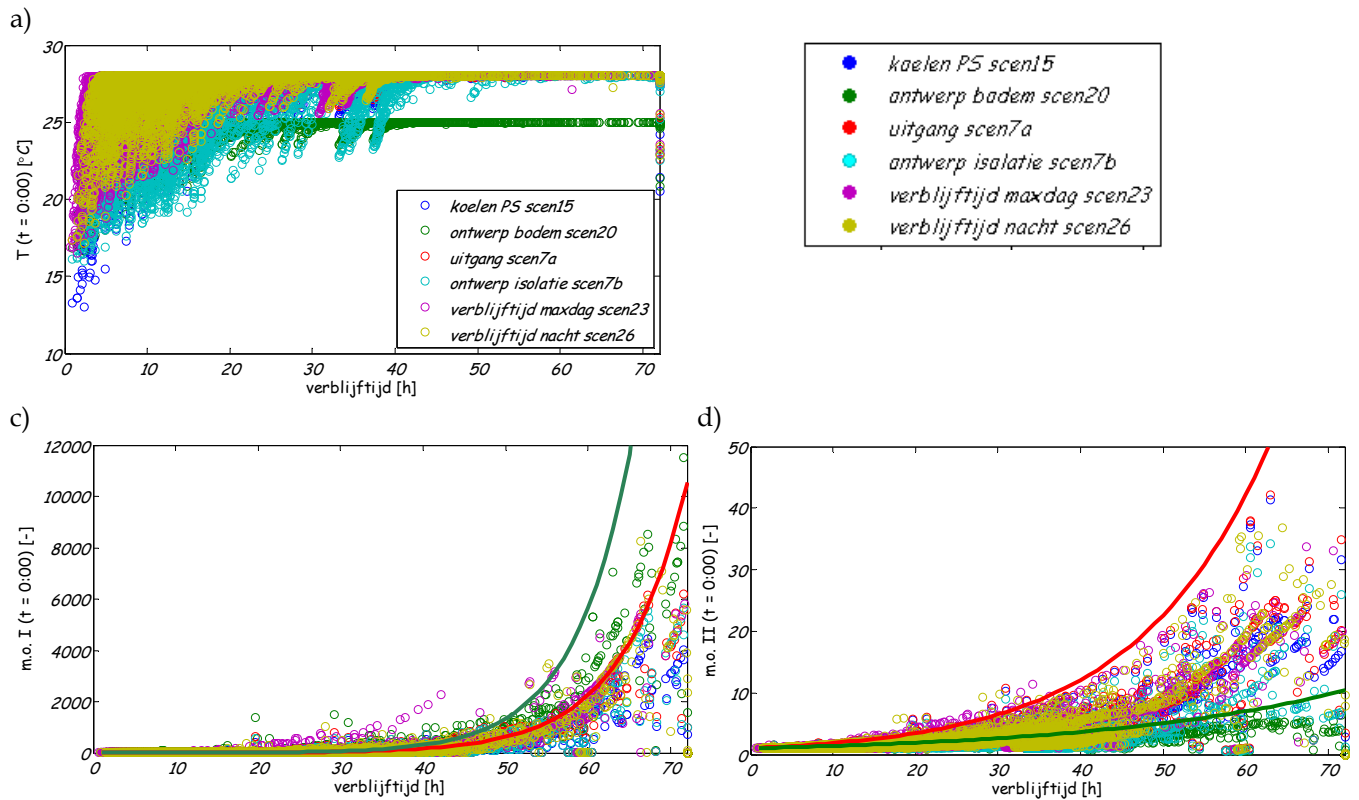 a)
30
25
20
15
10
T (t = 0:00) [°C]
0 10 20 30 40 50 60 70
verblijftijd [h]
koelen PS scen15
ontwerp bodem scen20
uitgang scen7a
ontwerp isolatie scen7b
verblijftijd maxdag scen23
verblijftijd nacht scen26
koelen PS scen15
ontwerp bodem scen20
uitgang scen7a
ontwerp isolatie scen7b
verblijftijd maxdag scen23
verblijftijd nacht scen26
c)
12000
10000
8000
6000
4000
2000
0
m.o. I (t = 0:00) [-]
0 10 20 30 40 50 60 70
verblijftijd [h]
d)
50
40
30
20
10
0
m.o. II (t = 0:00) [-]
0 10 20 30 40 50 60 70
verblijftijd [h]